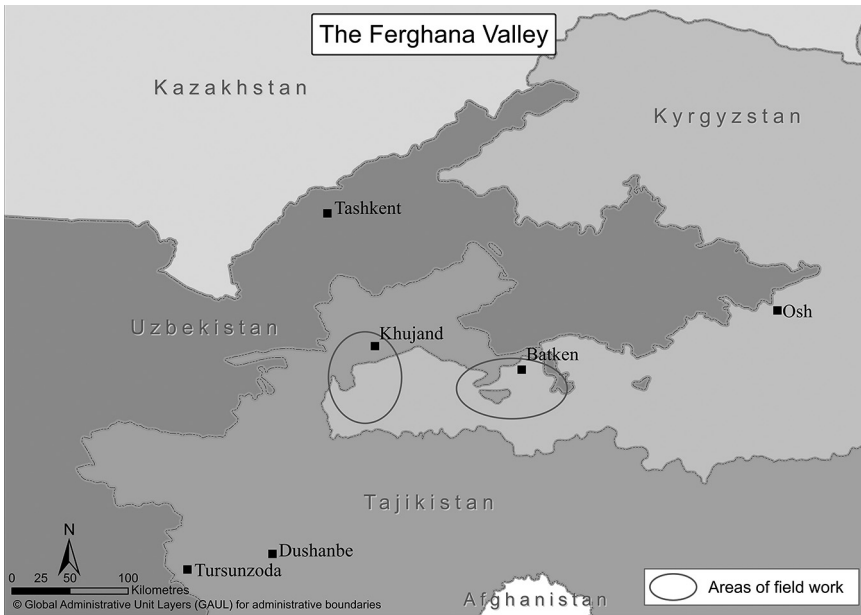 The Ferghana Valley
Kazakhstan
Kyrgyzstan
Tashkent
Osh
Uzbekistan
Khujand
Batken
Tajikistan
N
Dushanbe
Tursunzoda
0 25 50 100
Kilometres
© Global Administrative Unit Layers (GAUL) for administrative boundaries
Afghanistan
Areas of field work